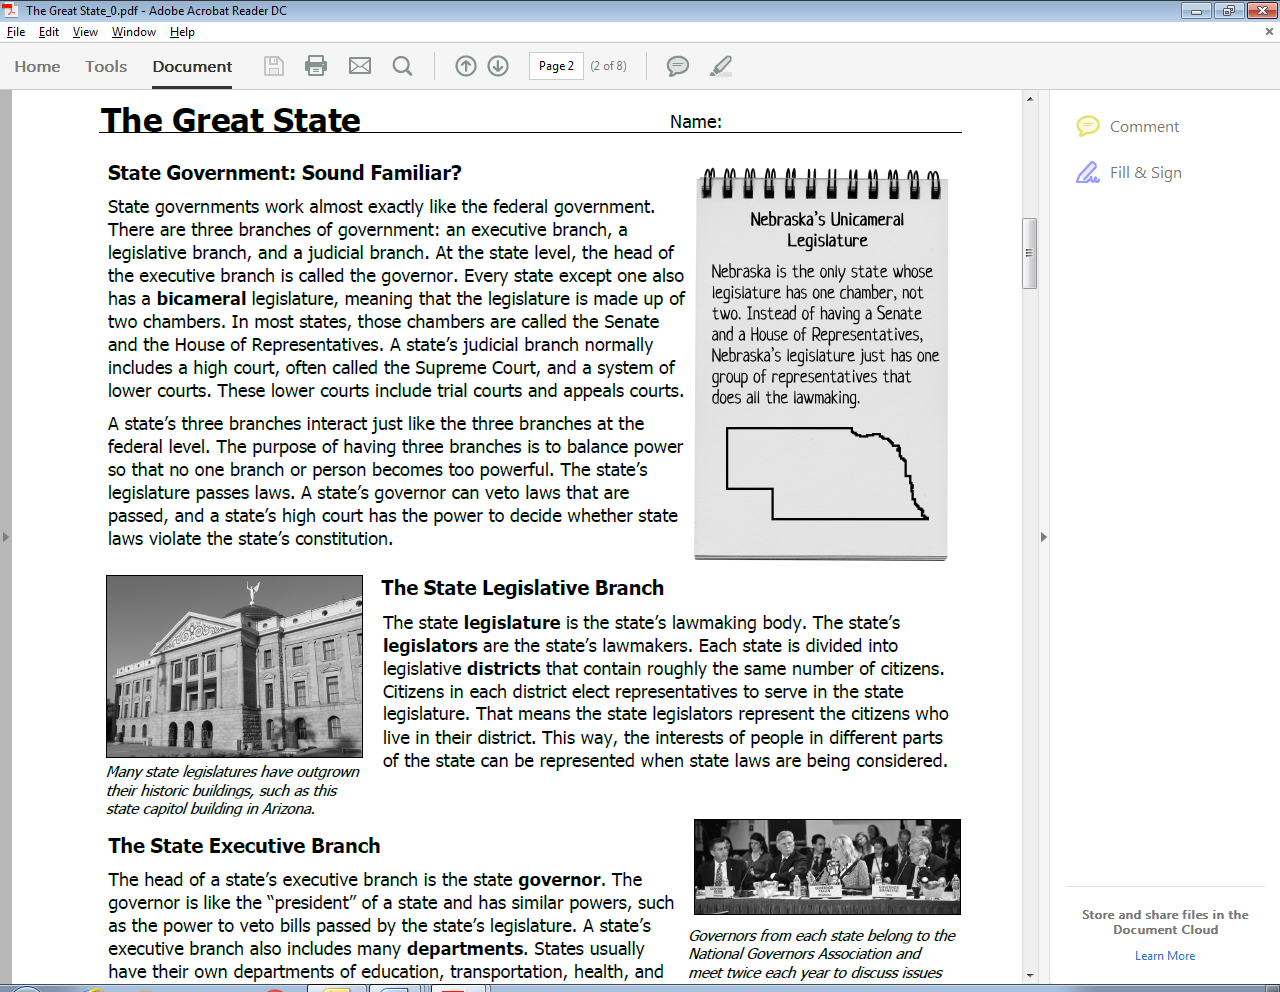 The Great State_0.pdf - Adobe Acrobat Reader DC
File Edit View Window Help
Home Tools Document Page 2 (2 of 8)
The Great State Name:
State Government: Sound Familiar?
State governments work almost exactly like the federal government.
There are three branches of government: an executive branch, a
legislative branch, and a judicial branch. At the state level, the head of
the executive branch is called the governor. Every state except one also
has a bicameral legislature, meaning that the legislature is made up of
two chambers. In most states, those chambers are called the Senate
and the House of Representatives. A state's judicial branch normally
includes a high court, often called the Supreme Court, and a system of
lower courts. These lower courts include trial courts and appeals courts.
A state's three branches interact just like the three branches at the
federal level. The purpose of having three branches is to balance power
so that no one branch or person becomes too powerful. The state's
legislature passes laws. A state's governor can veto laws that are
passed, and a state's high court has the power to decide whether state
laws violate the state's constitution.
Nebraska's Unicameral
Legislature
Nebraska is the only state whose
legislature has one chamber, not
two. Instead of having a Senate
and a House of Representatives,
Nebraska's legislature just has one
group of representatives that
does all the lawmaking.
Many state legislatures have outgrown
their historic buildings, such as this
state capitol building in Arizona.
The State Legislative Branch
The state legislature is the state's lawmaking body. The state's
legislators are the state's lawmakers. Each state is divided into
legislative districts that contain roughly the same number of citizens.
Citizens in each district elect representatives to serve in the state
legislature. That means the state legislators represent the citizens who
live in their district. This way, the interests of people in different parts
of the state can be represented when state laws are being considered.
The State Executive Branch
The head of a state's executive branch is the state governor. The
governor is like the “president” of a state and has similar powers, such
as the power to veto bills passed by the state's legislature. A state's
executive branch also includes many departments. States usually
have their own departments of education, transportation, health, and
Governors from each state belong to the
National Governors Association and
meet twice each year to discuss issues
Comment
Fill & Sign
Store and share files in the
Document Cloud
Learn More